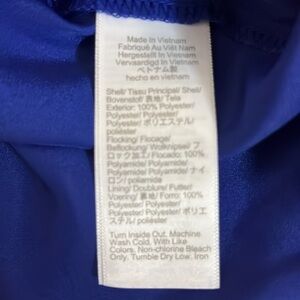 Made In Vietnam
Fabriqué Au Viêt Nam
Hergestellt In Vietnam
Vervaardigd In Vietnam
ベトナム製
hecho en Vietnam
Shell/ Tissu Principal/ Shell/
Bovenstof/ 表地/ Tela
Exterior: 100% Polyester/
Polyester/ Polyester/
Polyester/ ポリエステル/
poliéster
Flocking/ Flocage/
Beflockung/ Wolknipsel/ フ
ロック加工/ Flocado: 100%
Polyamide/ Polyamide/
Polyamide/ Polyamide/ ナイ
ロン/ poliamida
Lining/ Doublure/ Futter/
Voering/ 裏地/ Forro: 100%
Polyester/ Polyester/
Polyester/ Polyester/ ポリエ
ステル/ poliéster
Turn Inside Out. Machine
Wash Cold, With Like
Colors. Non-chlorine Bleach
Only, Tumble Dry Low, Iron